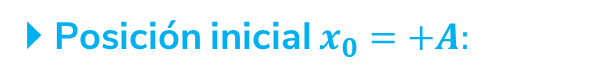 Posición inicial x₀ = +A: